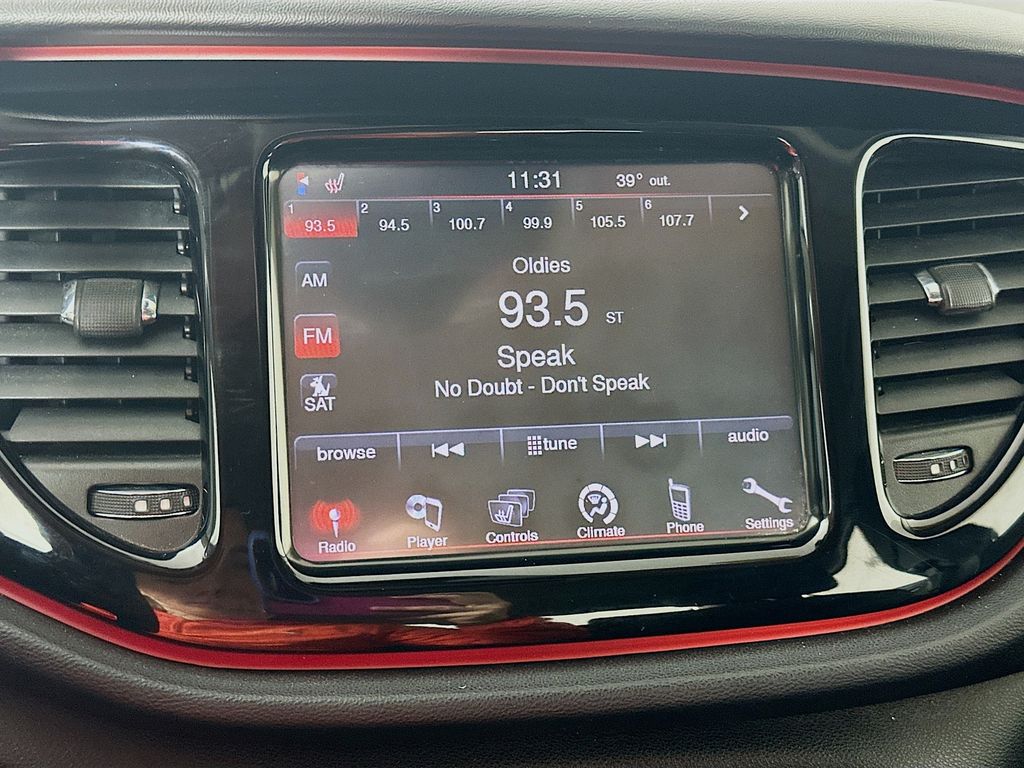 11:31 39° out.
1 93.5 2 94.5 3 100.7 4 99.9 5 105.5 6 107.7
Oldies
AM
93.5 ST
FM
Speak
No Doubt - Don't Speak
SAT
browse tune audio
Radio Player Controls Climate Phone Settings